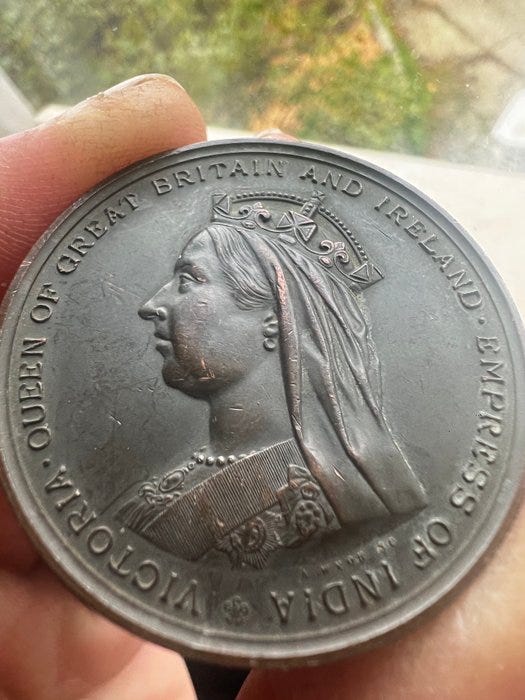 VICTORIA · QUEEN OF GREAT BRITAIN AND IRELAND · EMPRESS OF INDIA